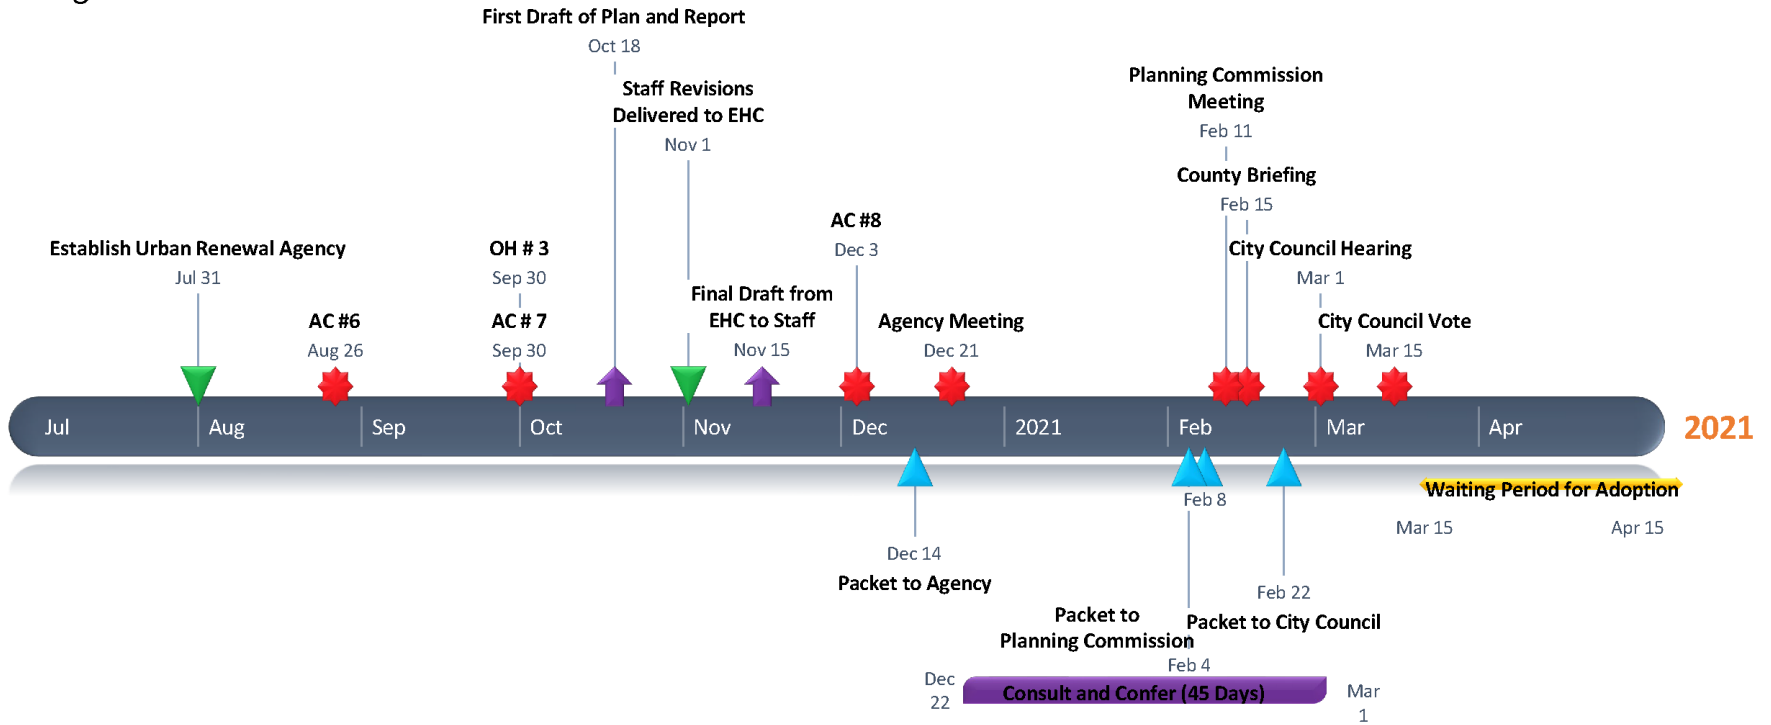 First Draft of Plan and Report
Oct 18
Staff Revisions
Delivered to EHC
Nov 1
Planning Commission
Meeting
Feb 11
County Briefing
Feb 15
AC #8
Dec 3
Establish Urban Renewal Agency
Jul 31
OH # 3
Sep 30
City Council Hearing
Mar 1
Final Draft from
EHC to Staff
Nov 15
AC #6
Aug 26
AC # 7
Sep 30
Agency Meeting
Dec 21
City Council Vote
Mar 15
Jul
Aug
Sep
Oct
Nov
Dec
2021
Feb
Mar
Apr
2021
Feb 8
Waiting Period for Adoption
Mar 15
Apr 15
Dec 14
Packet to Agency
Feb 22
Packet to City Council
Packet to
Planning Commission
Feb 4
Dec
22
Consult and Confer (45 Days)
Mar
1